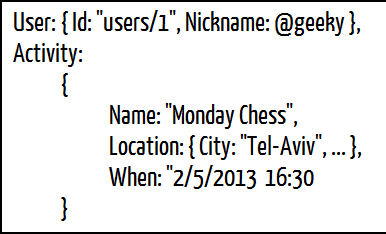 User: { Id: "users/1", Nickname: @geeky },
Activity:
{
Name: "Monday Chess",
Location: { City: "Tel-Aviv", ... },
When: "2/5/2013 16:30
}